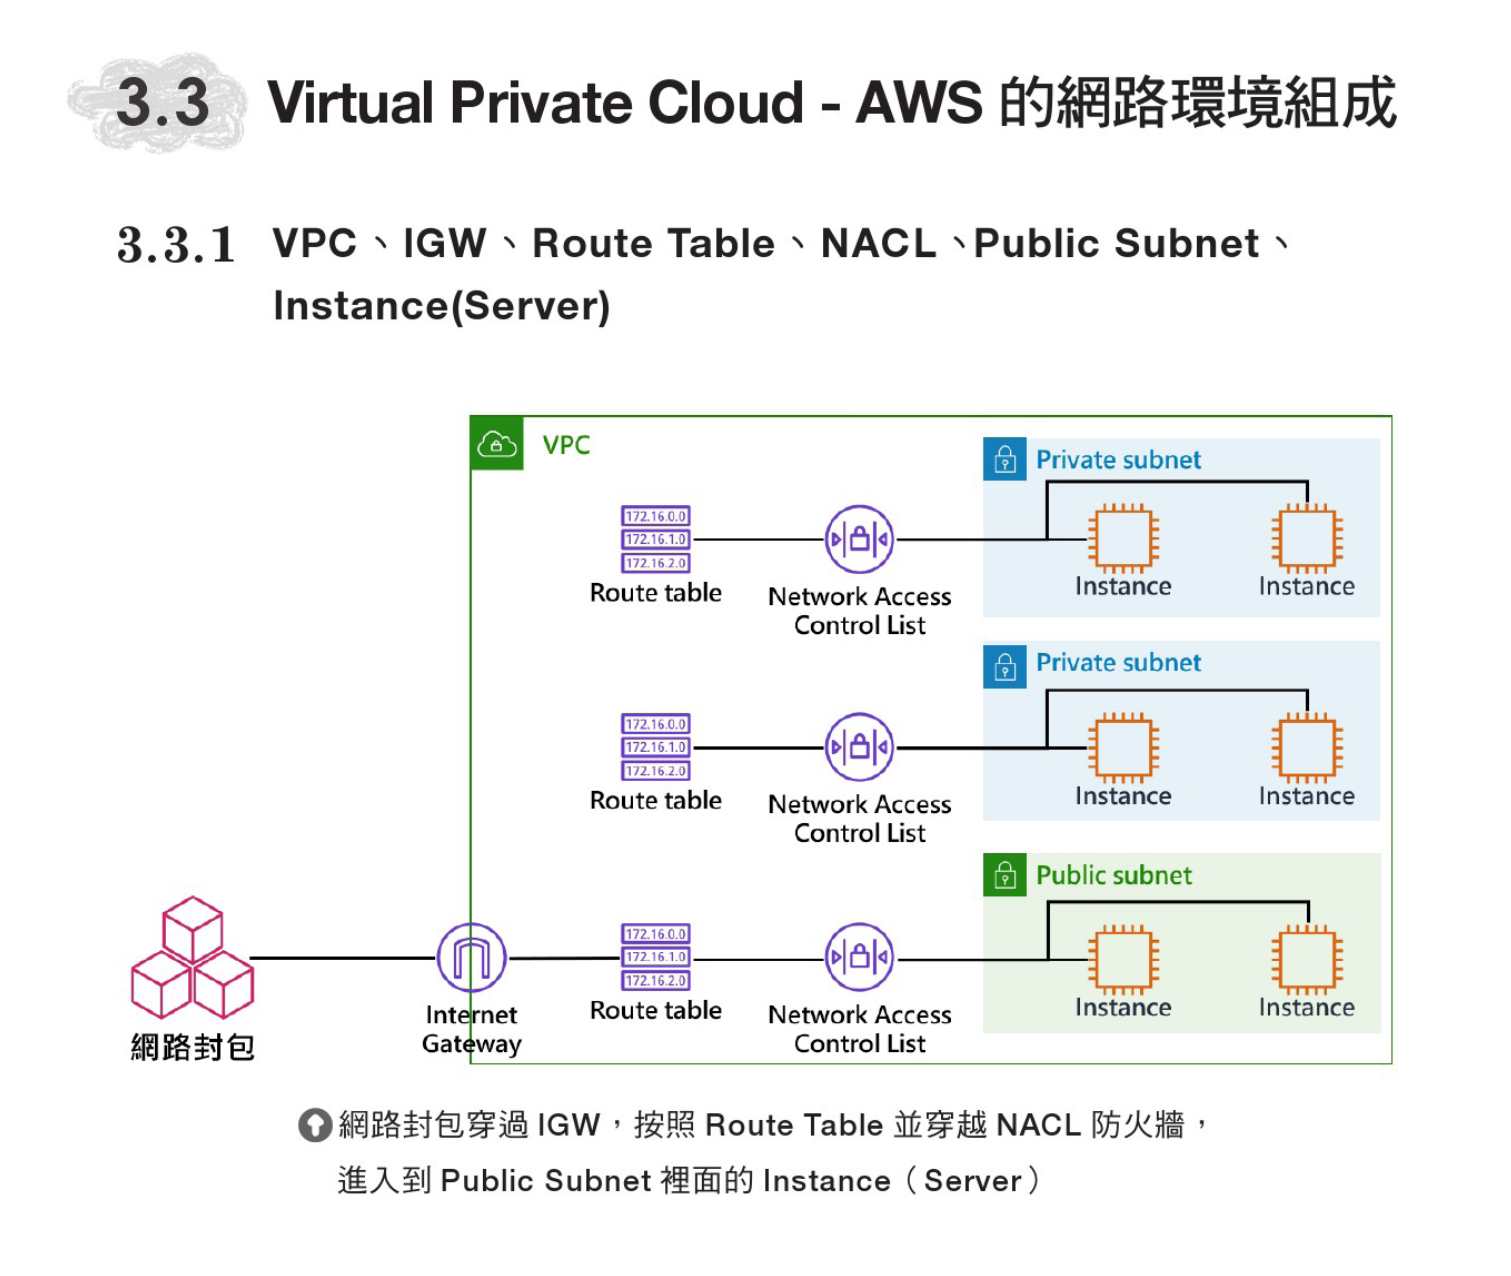 3.3 Virtual Private Cloud - AWS 的網路環境組成
3.3.1 VPC、IGW、Route Table、NACL、Public Subnet、
Instance(Server)
VPC
Private subnet
172.16.0.0
172.16.1.0
172.16.2.0
Route table
Network Access
Control List
Instance
Instance
Private subnet
172.16.0.0
172.16.1.0
172.16.2.0
Route table
Network Access
Control List
Instance
Instance
Public subnet
網路封包
Internet
Gateway
172.16.0.0
172.16.1.0
172.16.2.0
Route table
Network Access
Control List
Instance
Instance
網路封包穿過 IGW，按照 Route Table 並穿越 NACL 防火牆，
進入到 Public Subnet 裡面的 Instance（Server）